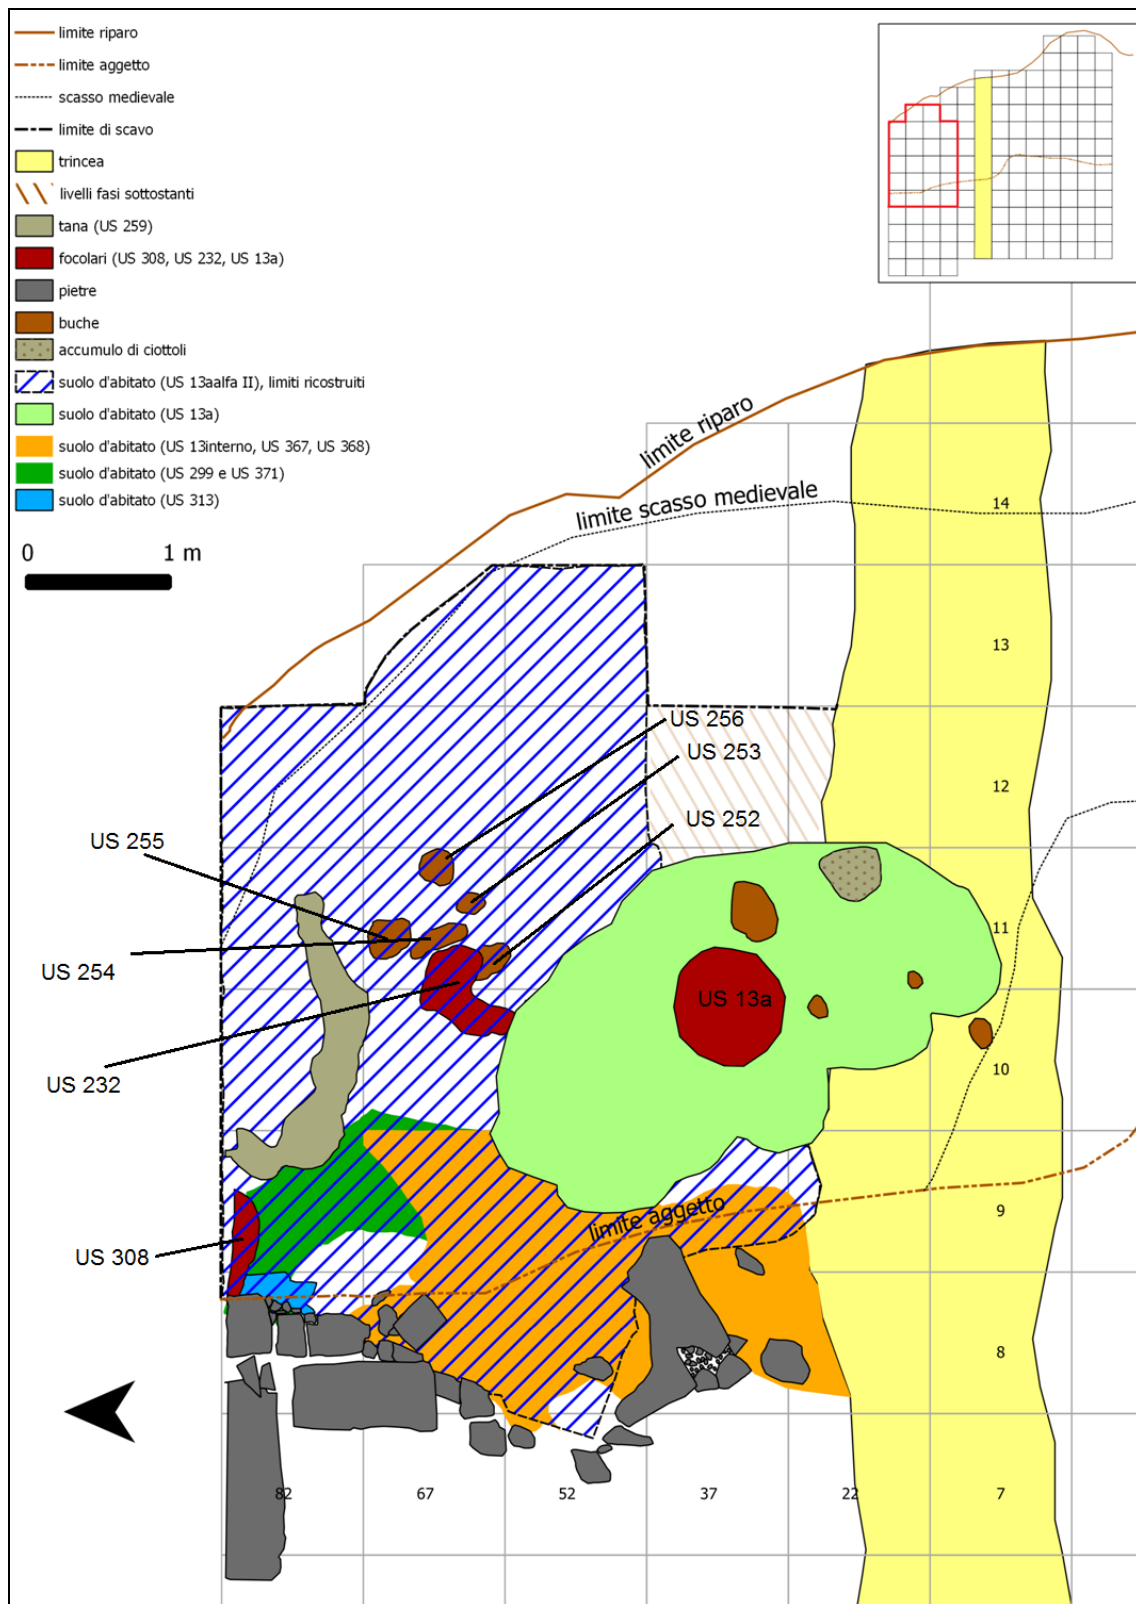 limite riparo
limite aggetto
scasso medievale
limite di scavo
trincea
livelli fasi sottostanti
tana (US 259)
focolari (US 308, US 232, US 13a)
pietre
buche
accumulo di ciottoli
suolo d'abitato (US 13aalfa II), limiti ricostruiti
suolo d'abitato (US 13a)
suolo d'abitato (US 13interno, US 367, US 368)
suolo d'abitato (US 299 e US 371)
suolo d'abitato (US 313)
0 1 m
limite riparo
limite scasso medievale
14
13
US 256
US 253
12
US 252
US 255
11
US 254
US 13a
US 232
10
limite aggetto
9
US 308
8
82 67 52 37 22 7